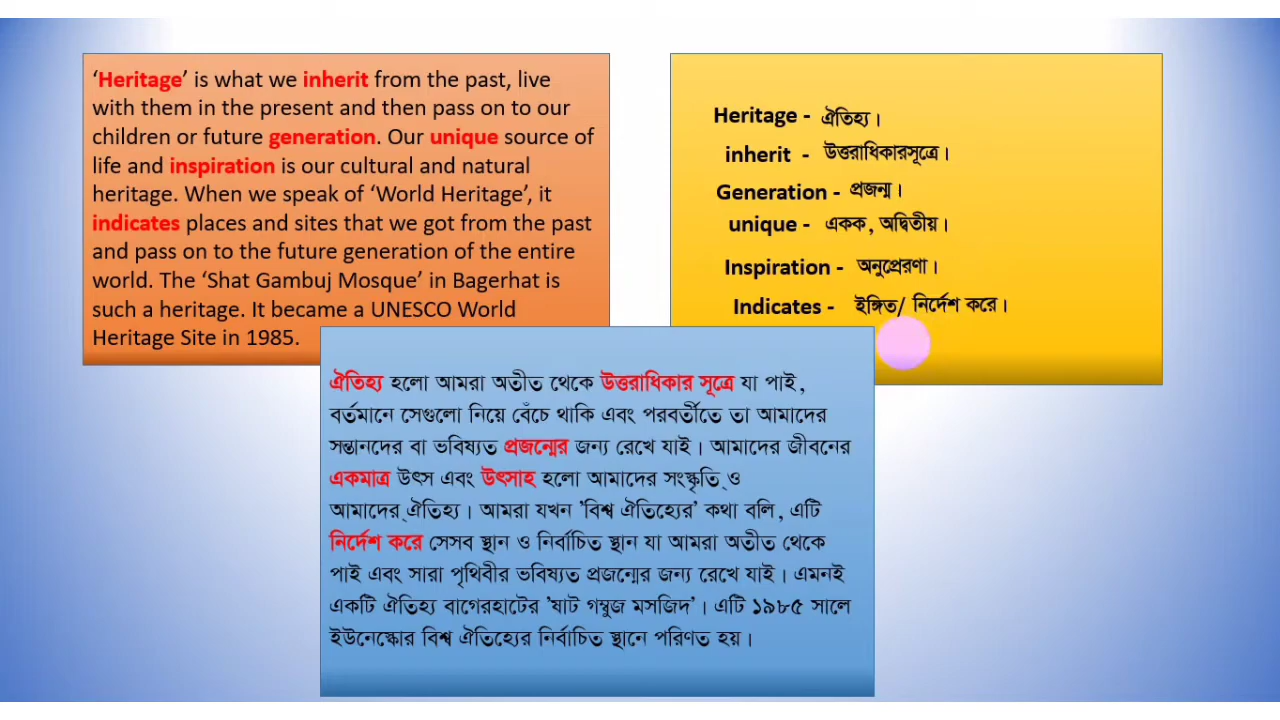 ‘Heritage’ is what we inherit from the past, live
with them in the present and then pass on to our
children or future generation. Our unique source of
life and inspiration is our cultural and natural
heritage. When we speak of ‘World Heritage’, it
indicates places and sites that we got from the past
and pass on to the future generation of the entire
world. The ‘Shat Gambuj Mosque’ in Bagerhat is
such a heritage. It became a UNESCO World
Heritage Site in 1985.
Heritage - ঐতিহ্য।
inherit - উত্তরাধিকারসূত্রে।
Generation - প্রজন্ম।
unique - একক, অদ্বিতীয়।
Inspiration - অনুপ্রেরণা।
Indicates - ইঙ্গিত/ নির্দেশ করে।
ঐতিহ্য হলো আমরা অতীত থেকে উত্তরাধিকার সূত্রে যা পাই,
বর্তমানে সেগুলো নিয়ে বেঁচে থাকি এবং পরবর্তীতে তা আমাদের
সন্তানদের বা ভবিষ্যত প্রজন্মের জন্য রেখে যাই। আমাদের জীবনের
একমাত্র উৎস এবং উৎসাহ হলো আমাদের সংস্কৃতি ও
আমাদের ঐতিহ্য। আমরা যখন ’বিশ্ব ঐতিহ্যের’ কথা বলি, এটি
নির্দেশ করে সেসব স্থান ও নির্বাচিত স্থান যা আমরা অতীত থেকে
পাই এবং সারা পৃথিবীর ভবিষ্যত প্রজন্মের জন্য রেখে যাই। এমনই
একটি ঐতিহ্য বাগেরহাটের ’ষাট গম্বুজ মসজিদ’। এটি ১৯৮৫ সালে
ইউনেস্কোর বিশ্ব ঐতিহ্যের নির্বাচিত স্থানে পরিণত হয়।